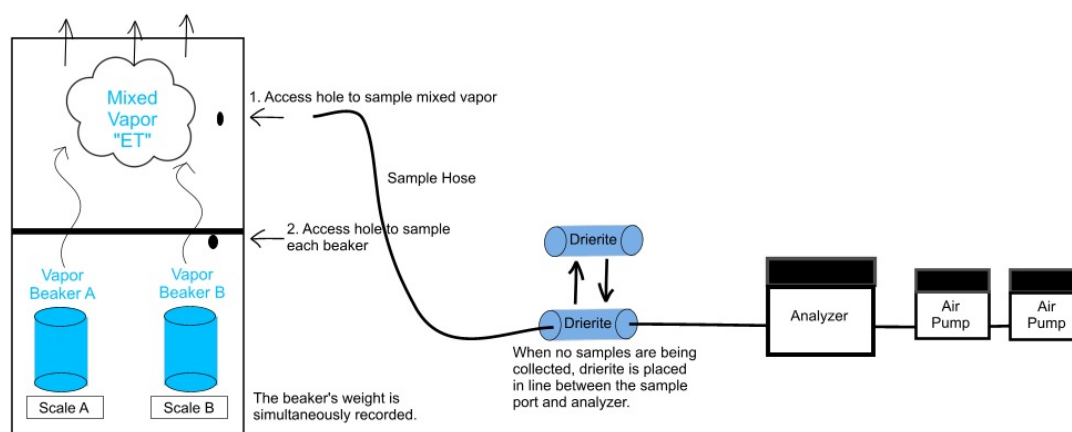 Mixed
Vapor
"ET"
1. Access hole to sample mixed vapor
Sample Hose
2. Access hole to sample
each beaker
Vapor
Beaker A
Vapor
Beaker B
Scale A
Scale B
The beaker's weight is
simultaneously recorded.
Drierite
Drierite
When no samples are being
collected, drierite is placed
in line between the sample
port and analyzer.
Analyzer
Air
Pump
Air
Pump